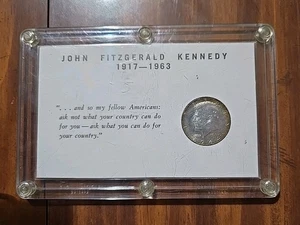 JOHN FITZGERALD KENNEDY
1917—1963
". . . and so my fellow Americans:
ask not what your country can do
for you — ask what you can do for
your country."